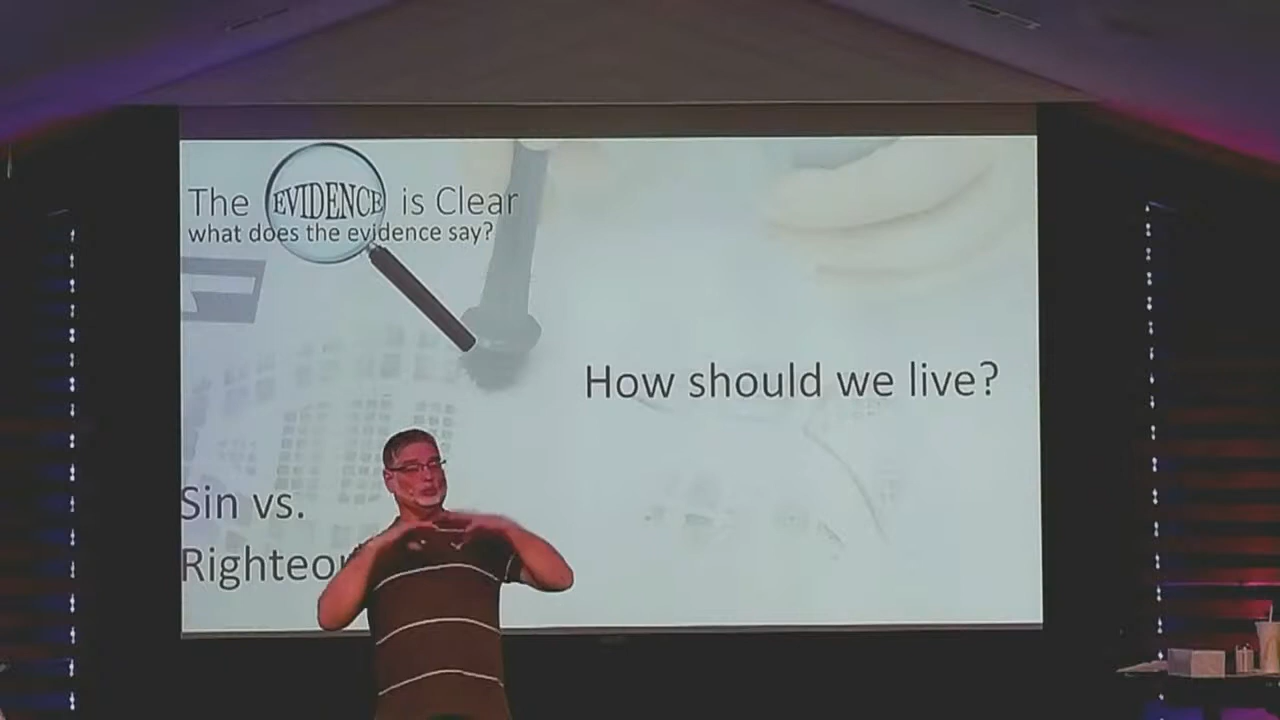 The EVIDENCE is Clear
what does the evidence say?
How should we live?
Sin vs.